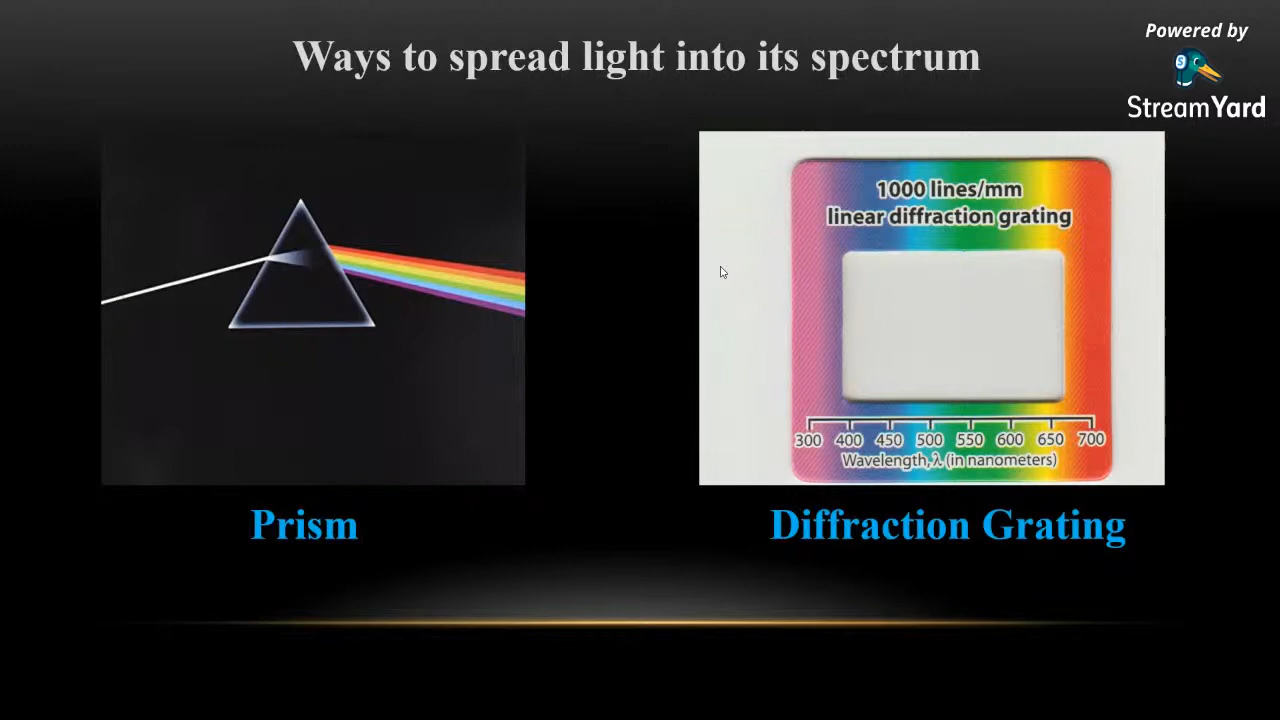 Ways to spread light into its spectrum
Powered by
StreamYard
1000 lines/mm
linear diffraction grating
300 400 450 500 550 600 650 700
Wavelength, λ (in nanometers)
Prism
Diffraction Grating